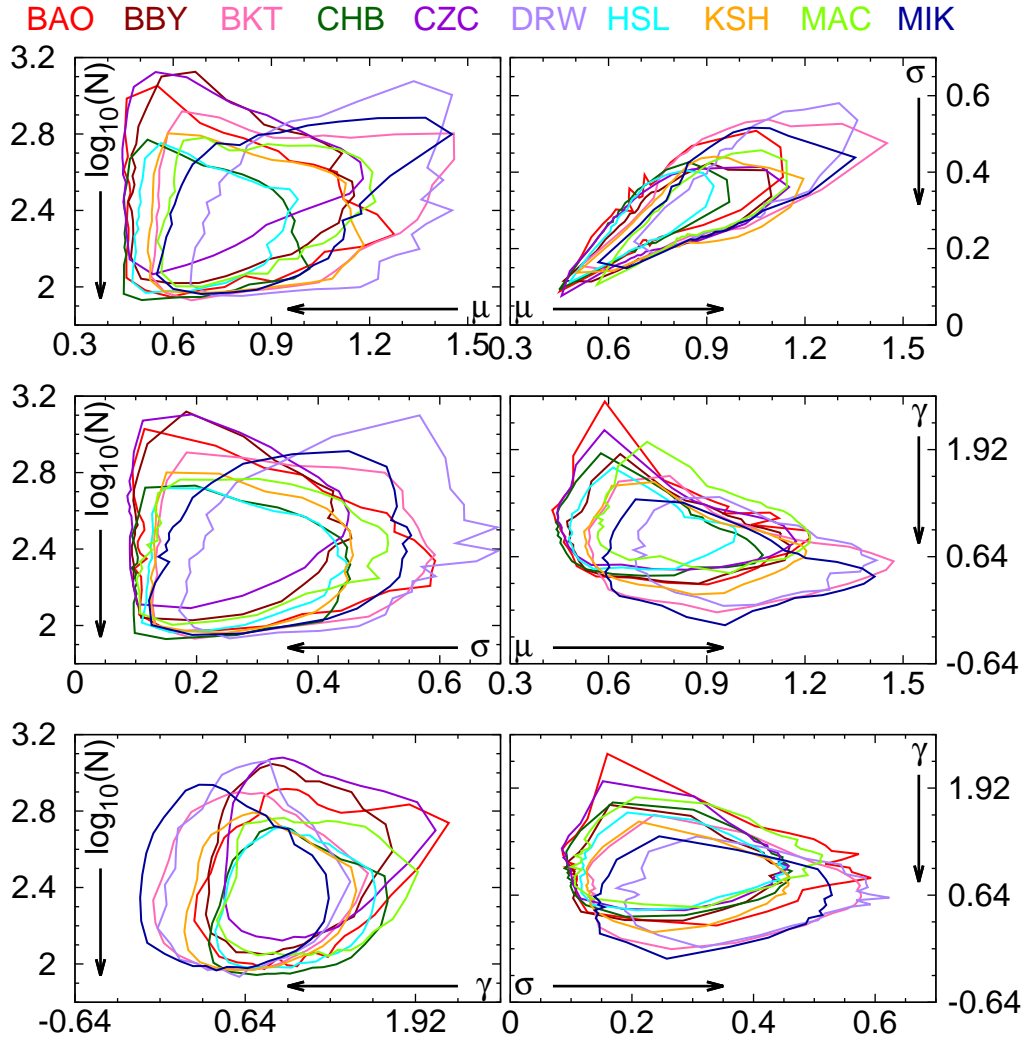 BAO BBY BKT CHB CZC DRW HSL KSH MAC MIK
3.2
2.8
2.4
2
log10(N)
μ
0.3 0.6 0.9 1.2 1.5
σ
0.6
0.4
0.2
0
μ
0.3 0.6 0.9 1.2 1.5
3.2
2.8
2.4
2
log10(N)
σ
0 0.2 0.4 0.6
γ
1.92
0.64
-0.64
μ
0.3 0.6 0.9 1.2 1.5
3.2
2.8
2.4
2
log10(N)
γ
-0.64 0.64 1.92
γ
1.92
0.64
-0.64
σ
0 0.2 0.4 0.6